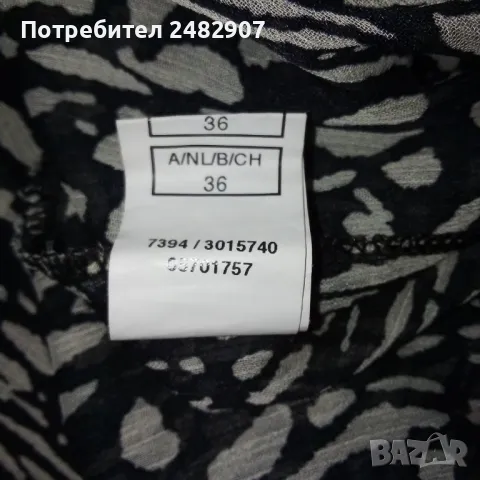 Потребител 2482907
36
A/NL/B/CH
36
7394 / 3015740
BAZAR